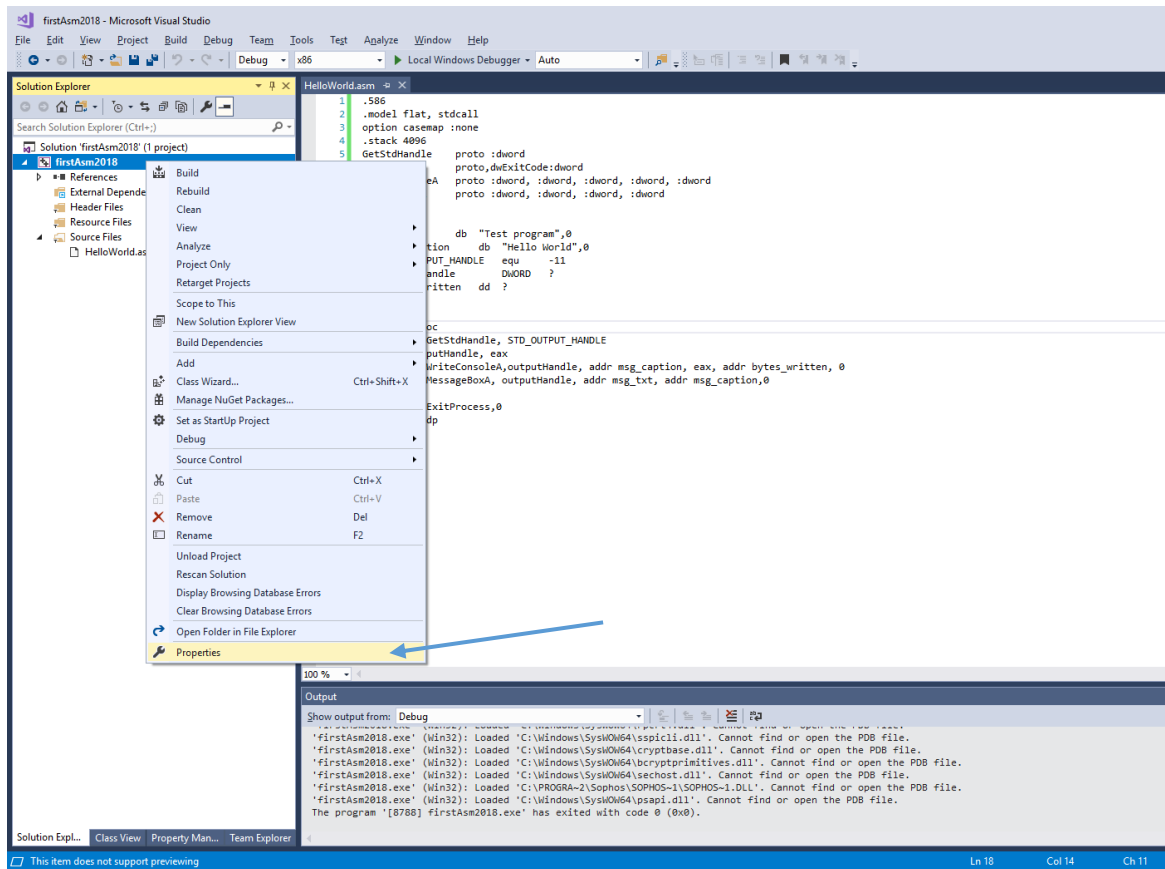 firstAsm2018 - Microsoft Visual Studio
File Edit View Project Build Debug Team Tools Test Analyze Window Help
Debug x86 Local Windows Debugger Auto
Solution Explorer
Search Solution Explorer (Ctrl+;)
Solution 'firstAsm2018' (1 project)
firstAsm2018
References
External Depende
Header Files
Resource Files
Source Files
HelloWorld.as
Build
Rebuild
Clean
View
Analyze
Project Only
Retarget Projects
Scope to This
New Solution Explorer View
Build Dependencies
Add
Class Wizard... Ctrl+Shift+X
Manage NuGet Packages...
Set as StartUp Project
Debug
Source Control
Cut Ctrl+X
Paste Ctrl+V
Remove Del
Rename F2
Unload Project
Rescan Solution
Display Browsing Database Errors
Clear Browsing Database Errors
Open Folder in File Explorer
Properties
HelloWorld.asm
1 .586
2 .model flat, stdcall
3 option casemap :none
4 .stack 4096
5 GetStdHandle proto :dword
proto,dwExitCode:dword
eA proto :dword, :dword, :dword, :dword, :dword
proto :dword, :dword, :dword, :dword
db "Test program",0
tion db "Hello World",0
PUT_HANDLE equ -11
andle DWORD ?
ritten dd ?
oc
GetStdHandle, STD_OUTPUT_HANDLE
putHandle, eax
WriteConsoleA,outputHandle, addr msg_caption, eax, addr bytes_written, 0
MessageBoxA, outputHandle, addr msg_txt, addr msg_caption,0
ExitProcess,0
dp
100 %
Output
Show output from: Debug
'firstAsm2018.exe' (Win32): Loaded 'C:\Windows\SysWOW64\sspicli.dll'. Cannot find or open the PDB file.
'firstAsm2018.exe' (Win32): Loaded 'C:\Windows\SysWOW64\cryptbase.dll'. Cannot find or open the PDB file.
'firstAsm2018.exe' (Win32): Loaded 'C:\Windows\SysWOW64\bcryptprimitives.dll'. Cannot find or open the PDB file.
'firstAsm2018.exe' (Win32): Loaded 'C:\Windows\SysWOW64\sechost.dll'. Cannot find or open the PDB file.
'firstAsm2018.exe' (Win32): Loaded 'C:\PROGRA~2\Sophos\SOPHOS~1\SOPHOS~1.DLL'. Cannot find or open the PDB file.
'firstAsm2018.exe' (Win32): Loaded 'C:\Windows\SysWOW64\psapi.dll'. Cannot find or open the PDB file.
The program '[8788] firstAsm2018.exe' has exited with code 0 (0x0).
Solution Expl... Class View Property Man... Team Explorer
This item does not support previewing Ln 18 Col 14 Ch 11